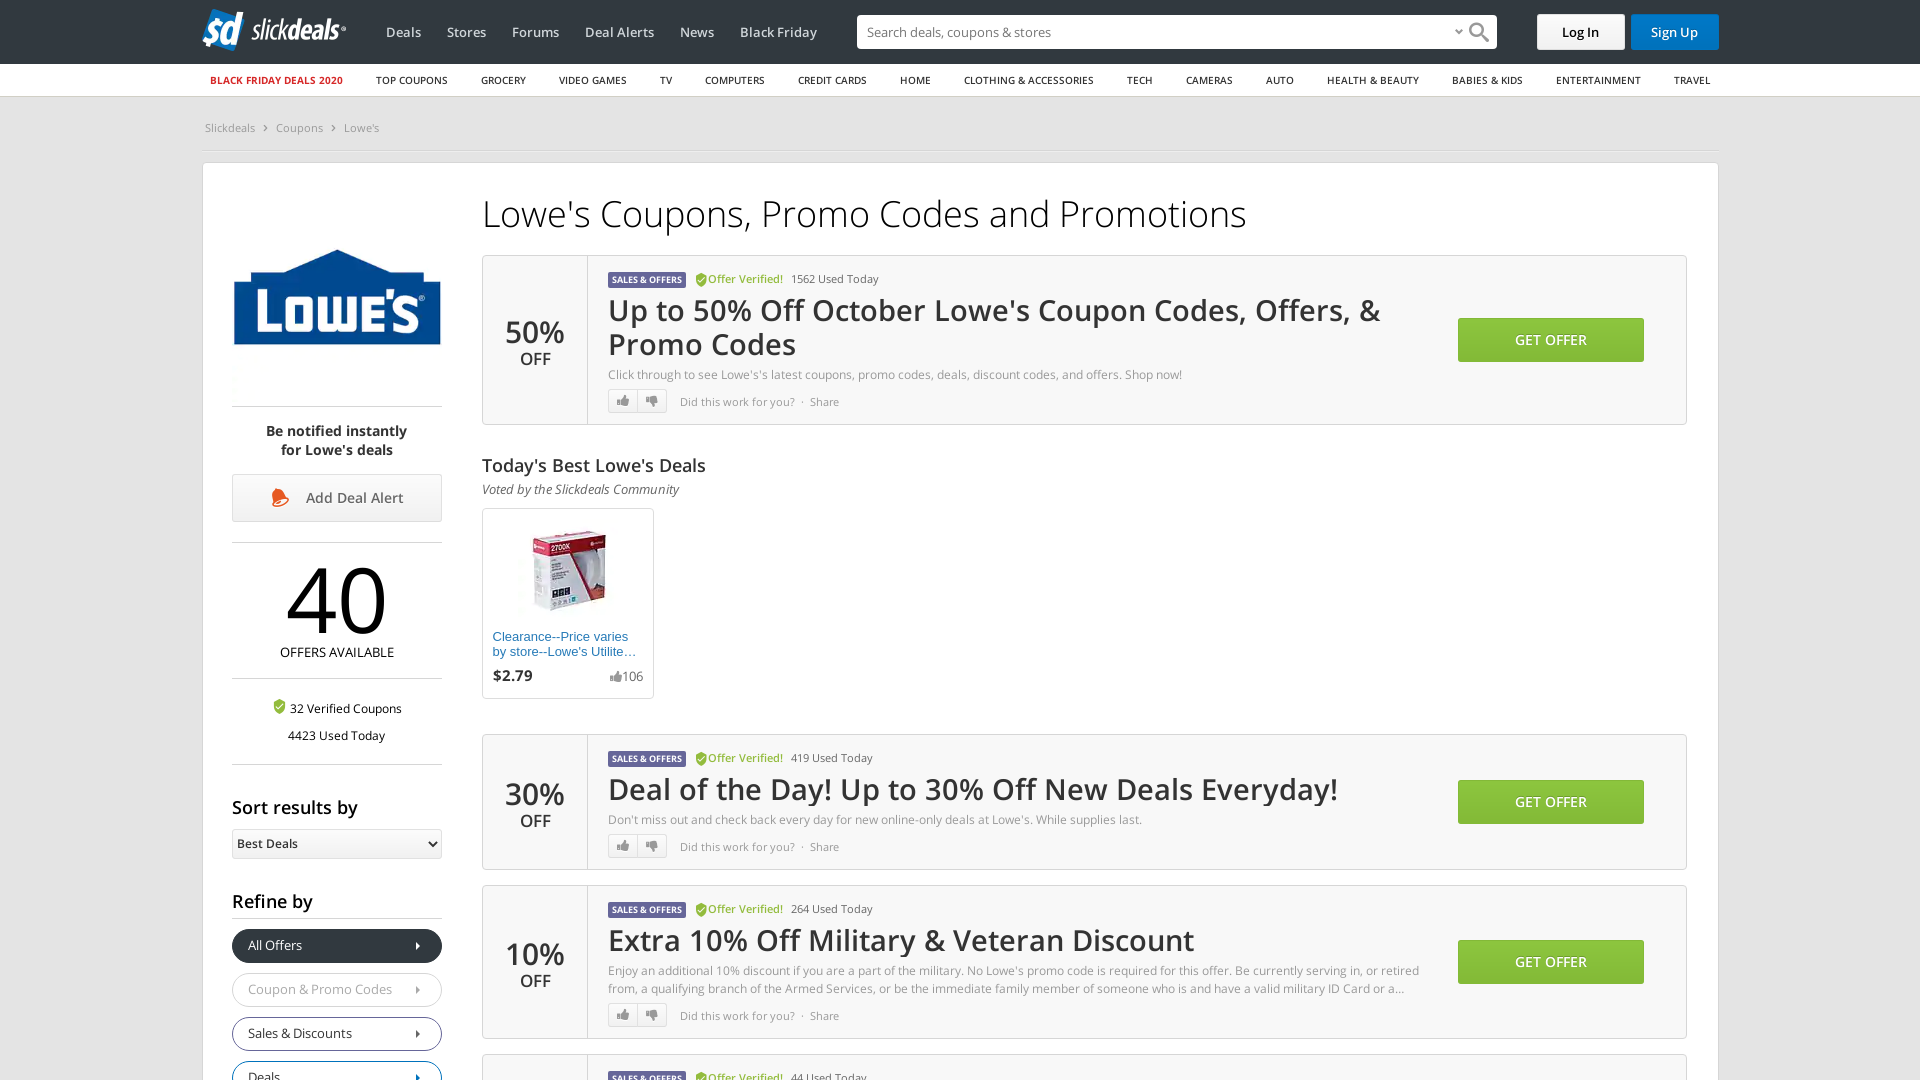 slickdeals
Deals
Stores
Forums
Deal Alerts
News
Black Friday
Search deals, coupons & stores
Log In
Sign Up
BLACK FRIDAY DEALS 2020
TOP COUPONS
GROCERY
VIDEO GAMES
TV
COMPUTERS
CREDIT CARDS
HOME
CLOTHING & ACCESSORIES
TECH
CAMERAS
AUTO
HEALTH & BEAUTY
BABIES & KIDS
ENTERTAINMENT
TRAVEL
Slickdeals
Coupons
Lowe's
LOWE'S
Be notified instantly
for Lowe's deals
Add Deal Alert
40
OFFERS AVAILABLE
32 Verified Coupons
4423 Used Today
Sort results by
Best Deals
Refine by
All Offers
Coupon & Promo Codes
Sales & Discounts
Deals
Lowe's Coupons, Promo Codes and Promotions
50%
OFF
SALES & OFFERS Offer Verified! 1562 Used Today
Up to 50% Off October Lowe's Coupon Codes, Offers, &
Promo Codes
Click through to see Lowe's's latest coupons, promo codes, deals, discount codes, and offers. Shop now!
Did this work for you? · Share
GET OFFER
Today's Best Lowe's Deals
Voted by the Slickdeals Community
2700K
Clearance--Price varies
by store--Lowe's Utilite…
$2.79
106
30%
OFF
SALES & OFFERS Offer Verified! 419 Used Today
Deal of the Day! Up to 30% Off New Deals Everyday!
Don't miss out and check back every day for new online-only deals at Lowe's. While supplies last.
Did this work for you? · Share
GET OFFER
10%
OFF
SALES & OFFERS Offer Verified! 264 Used Today
Extra 10% Off Military & Veteran Discount
Enjoy an additional 10% discount if you are a part of the military. No Lowe's promo code is required for this offer. Be currently serving in, or retired
from, a qualifying branch of the Armed Services, or be the immediate family member of someone who is and have a valid military ID Card or a...
Did this work for you? · Share
GET OFFER
SALES & OFFERS Offer Verified! 44 Used Today